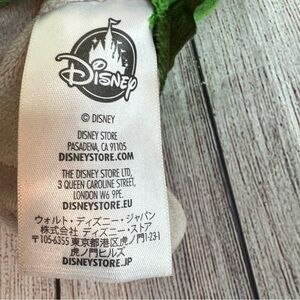 Disney
© DISNEY
DISNEY STORE
PASADENA, CA 91105
DISNEYSTORE.COM
THE DISNEY STORE LTD,
3 QUEEN CAROLINE STREET,
LONDON W6 9PE.
DISNEYSTORE.EU
ウォルト・ディズニー・ジャパン
株式会社 ディズニー・ストア
〒105-6355 東京都港区虎ノ門1-23-1
虎ノ門ヒルズ
DISNEYSTORE.JP